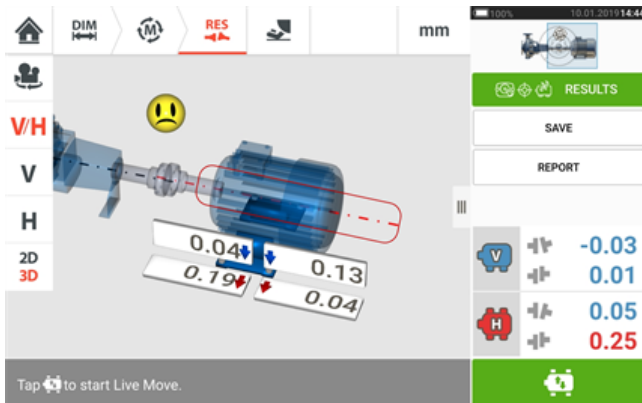 100% 10.01.2019 14:44
DIM
M
RES
mm
RESULTS
SAVE
REPORT
V/H
V
H
2D
3D
0.04
0.13
0.19
0.04
V
-0.03
0.01
H
0.05
0.25
Tap to start Live Move.